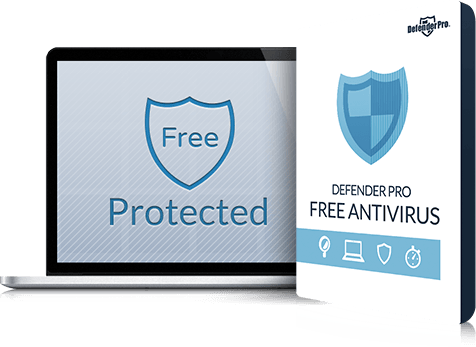 DefenderPro.
Free
Protected
DEFENDER PRO
FREE ANTIVIRUS